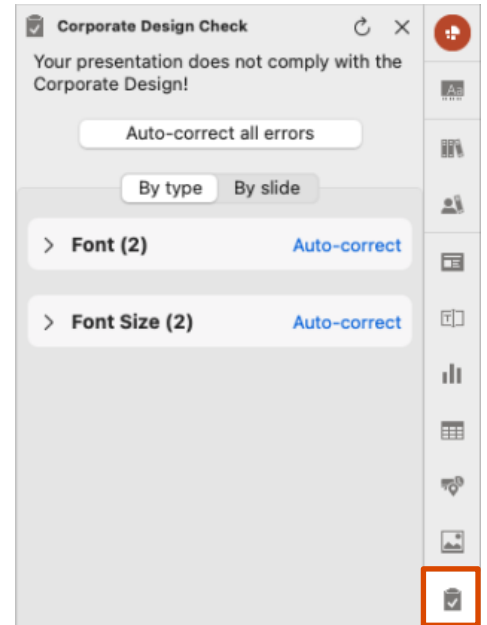 Corporate Design Check
Your presentation does not comply with the
Corporate Design!
Auto-correct all errors
By type By slide
Font (2) Auto-correct
Font Size (2) Auto-correct
Aa
T